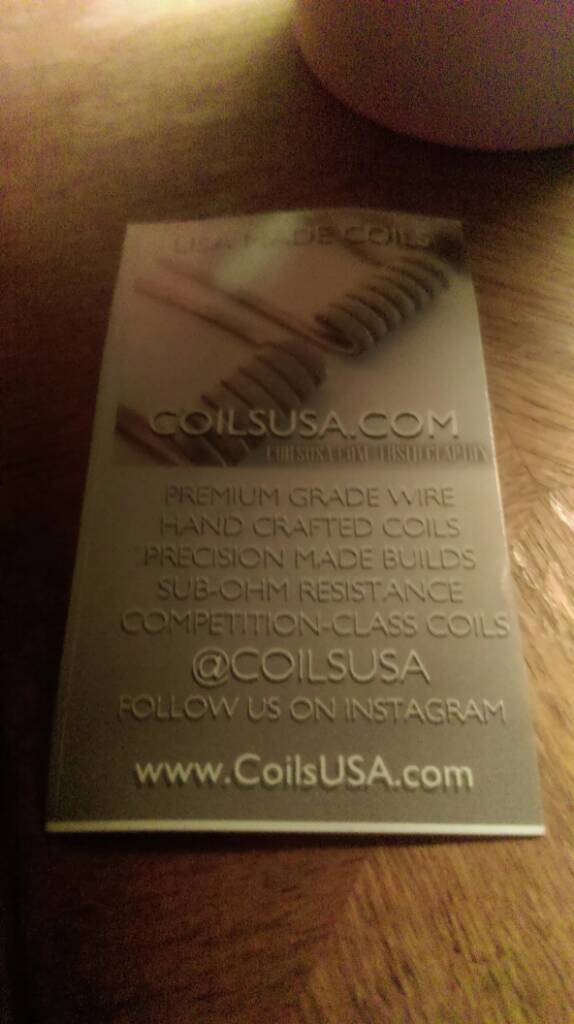 USA MADE COILS
COILSUSA.COM
PREMIUM GRADE WIRE
HAND CRAFTED COILS
PRECISION MADE BUILDS
SUB-OHM RESISTANCE
COMPETITION-CLASS COILS
@COILSUSA
FOLLOW US ON INSTAGRAM
www.CoilsUSA.com